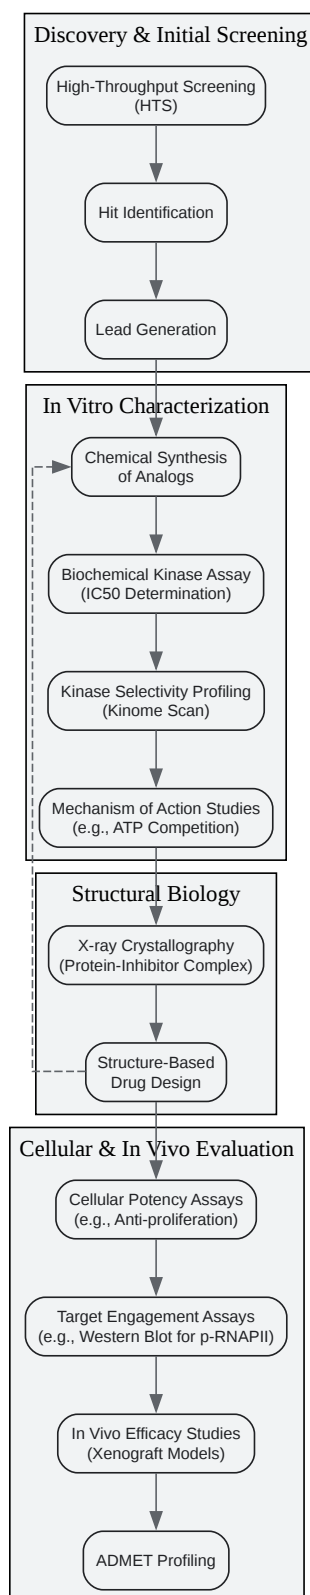 Discovery & Initial Screening
High-Throughput Screening
(HTS)
Hit Identification
Lead Generation
In Vitro Characterization
Chemical Synthesis
of Analogs
Biochemical Kinase Assay
(IC50 Determination)
Kinase Selectivity Profiling
(Kinome Scan)
Mechanism of Action Studies
(e.g., ATP Competition)
Structural Biology
X-ray Crystallography
(Protein-Inhibitor Complex)
Structure-Based
Drug Design
Cellular & In Vivo Evaluation
Cellular Potency Assays
(e.g., Anti-proliferation)
Target Engagement Assays
(e.g., Western Blot for p-RNAPII)
In Vivo Efficacy Studies
(Xenograft Models)
ADMET Profiling